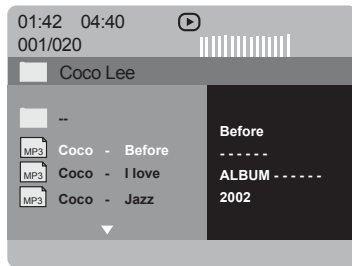 01:42 04:40
001/020
Coco Lee
--
MP3 Coco - Before
MP3 Coco - I love
MP3 Coco - Jazz
Before
- - - - - -
ALBUM - - - - - -
2002